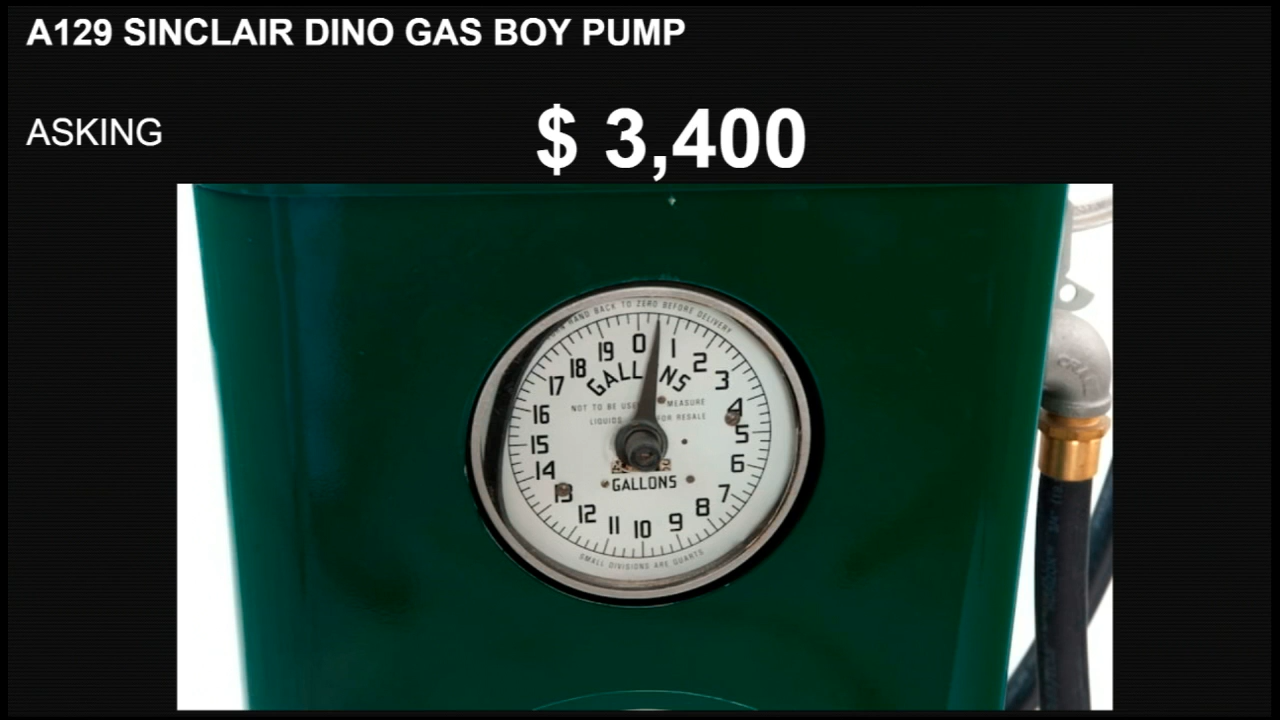 A129 SINCLAIR DINO GAS BOY PUMP
ASKING
$ 3,400
HAND BACK TO ZERO BEFORE DELIVERY
0 1 2 3 4 5 6 7 8 9 10 11 12 13 14 15 16 17 18 19
NOT TO BE MEASURE
LIQUIDS FOR RESALE
GALLONS
SMALL DIVISIONS ARE QUARTS